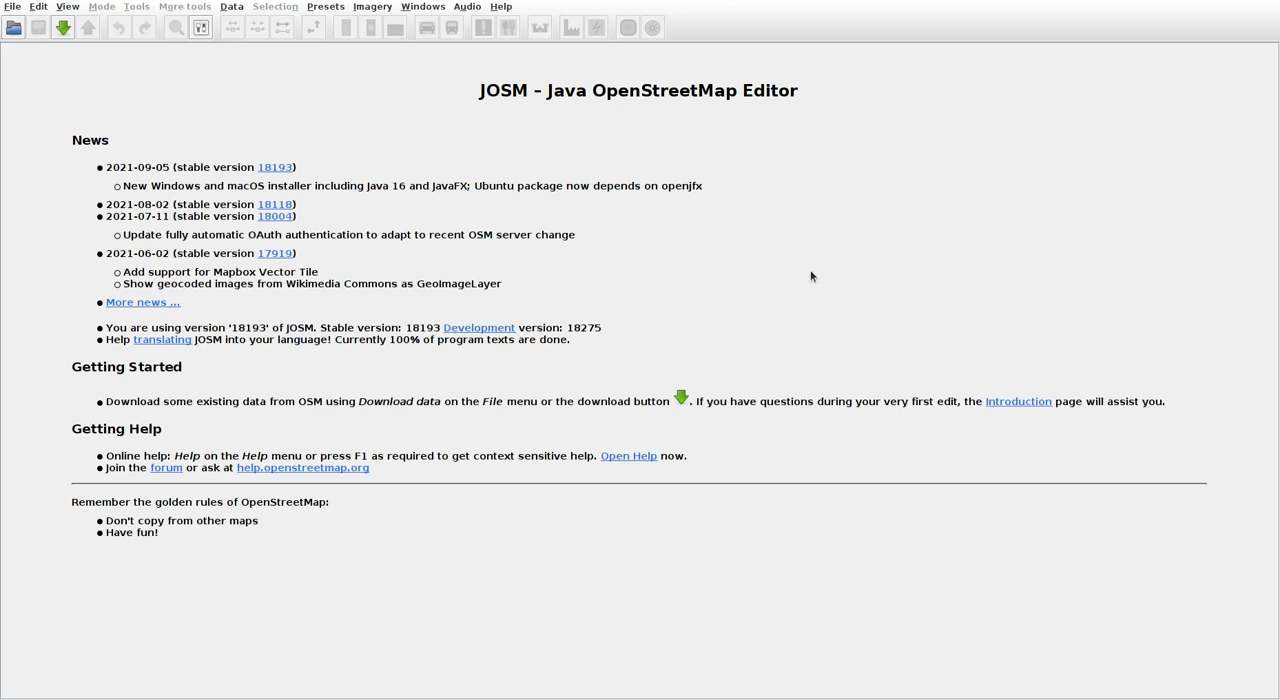 File Edit View Mode Tools More tools Data Selection Presets Imagery Windows Audio Help
JOSM – Java OpenStreetMap Editor
News
2021-09-05 (stable version 18193)
New Windows and macOS installer including Java 16 and JavaFX; Ubuntu package now depends on openjfx
2021-08-02 (stable version 18118)
2021-07-11 (stable version 18004)
Update fully automatic OAuth authentication to adapt to recent OSM server change
2021-06-02 (stable version 17919)
Add support for Mapbox Vector Tile
Show geocoded images from Wikimedia Commons as GeoImageLayer
More news ...
You are using version '18193' of JOSM. Stable version: 18193 Development version: 18275
Help translating JOSM into your language! Currently 100% of program texts are done.
Getting Started
Download some existing data from OSM using Download data on the File menu or the download button . If you have questions during your very first edit, the Introduction page will assist you.
Getting Help
Online help: Help on the Help menu or press F1 as required to get context sensitive help. Open Help now.
Join the forum or ask at help.openstreetmap.org
Remember the golden rules of OpenStreetMap:
Don't copy from other maps
Have fun!